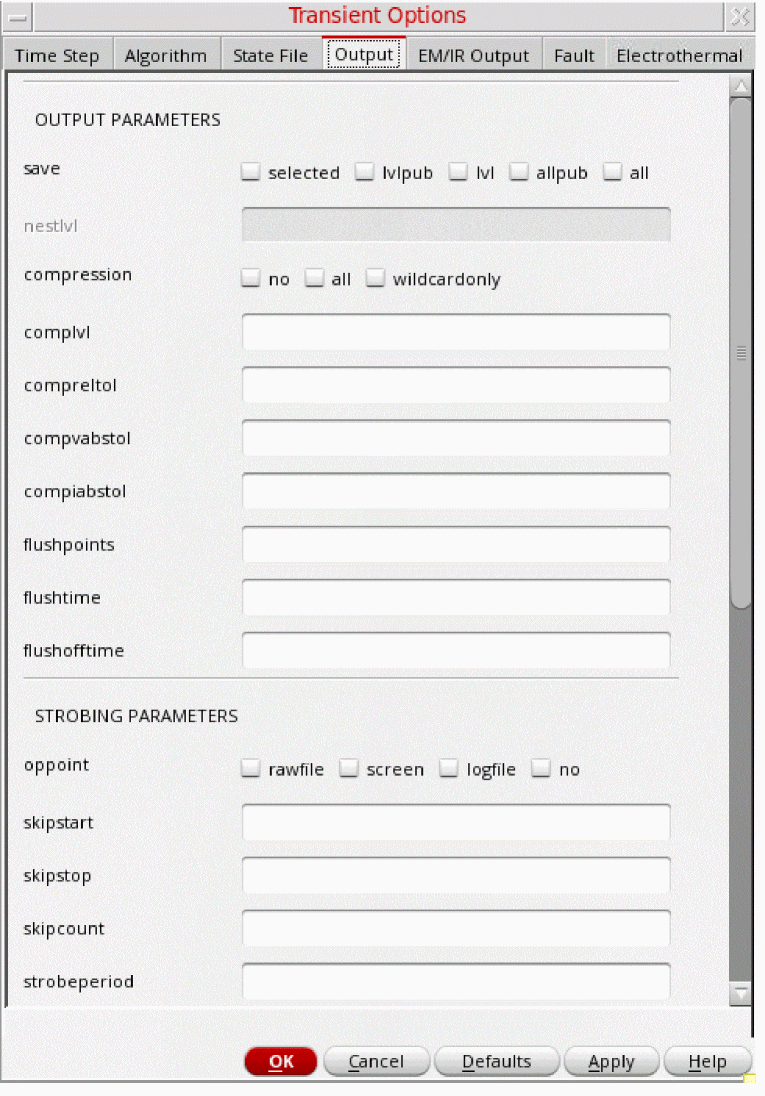 Transient Options
Time Step Algorithm State File Output EM/IR Output Fault Electrothermal
OUTPUT PARAMETERS
save selected lvlpub lvl allpub all
nestlvl
compression no all wildcardonly
complvl
compreltol
compvabstol
compiabstol
flushpoints
flushtime
flushofftime
STROBING PARAMETERS
oppoint rawfile screen logfile no
skipstart
skipstop
skipcount
strobeperiod
OK Cancel Defaults Apply Help